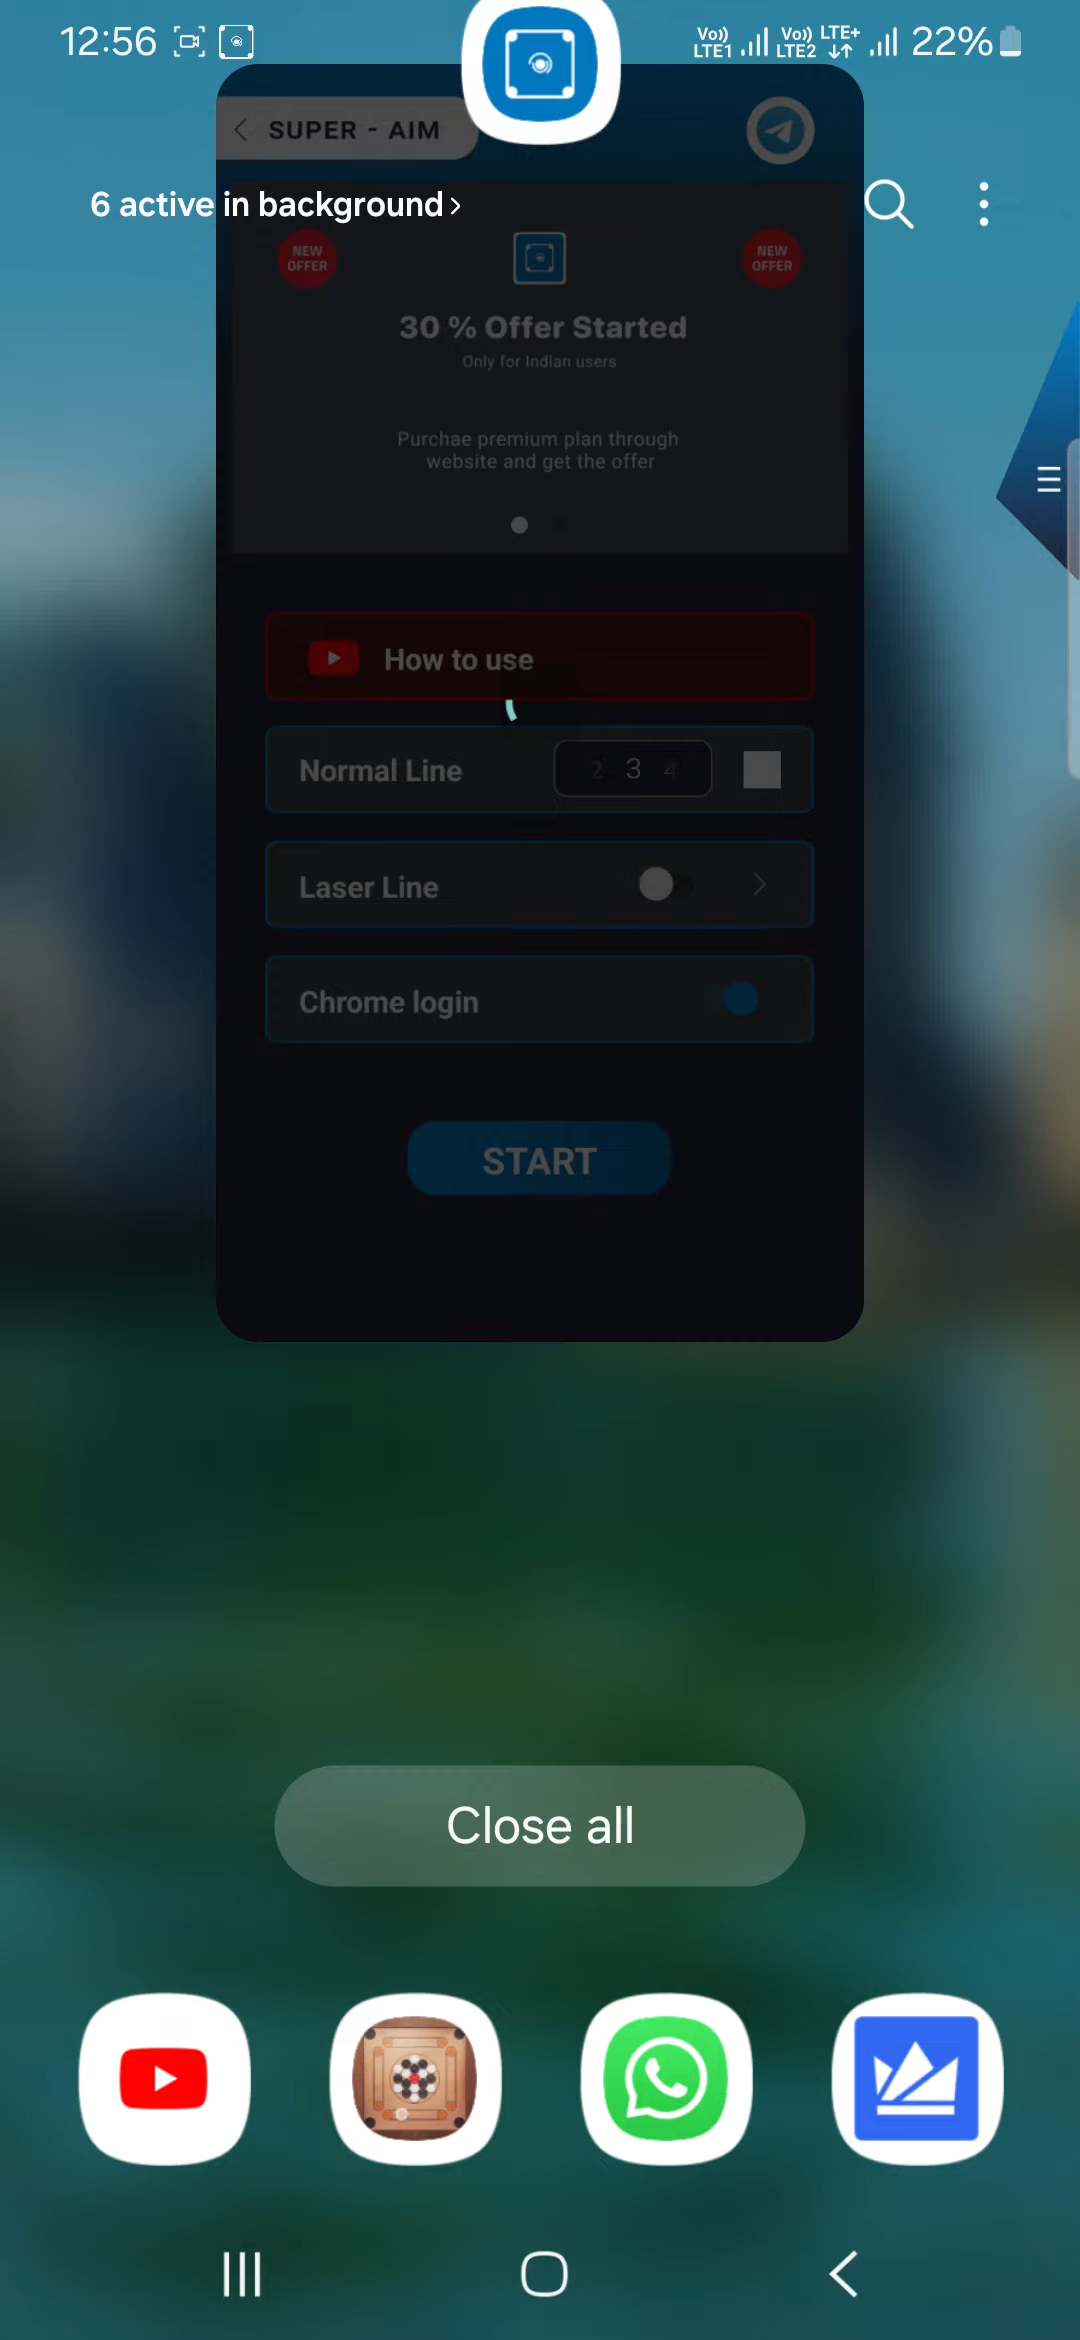 12:56
Vo)) LTE1 Vo)) LTE2 LTE+ 22%
SUPER - AIM
6 active in background
NEW OFFER
NEW OFFER
30 % Offer Started
Only for Indian users
Purchae premium plan through
website and get the offer
How to use
Normal Line 2 3 4
Laser Line
Chrome login
START
Close all